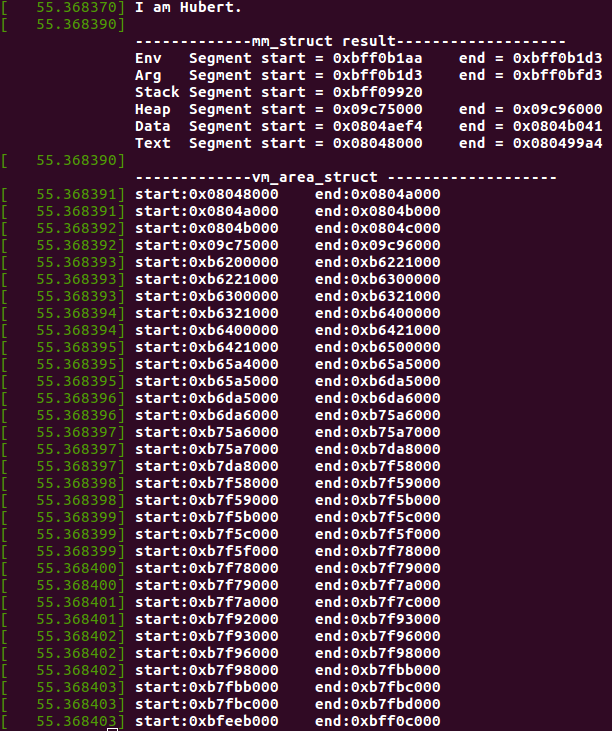 [   55.368370] I am Hubert.
[   55.368390]
-------------mm_struct result-------------------
Env   Segment start = 0xbff0b1aa    end = 0xbff0b1d3
Arg   Segment start = 0xbff0b1d3    end = 0xbff0bfd3
Stack Segment start = 0xbff09920
Heap  Segment start = 0x09c75000    end = 0x09c96000
Data  Segment start = 0x0804aef4    end = 0x0804b041
Text  Segment start = 0x08048000    end = 0x080499a4
[   55.368390]
-------------vm_area_struct -------------------
[   55.368391] start:0x08048000    end:0x0804a000
[   55.368391] start:0x0804a000    end:0x0804b000
[   55.368392] start:0x0804b000    end:0x0804c000
[   55.368392] start:0x09c75000    end:0x09c96000
[   55.368393] start:0xb6200000    end:0xb6221000
[   55.368393] start:0xb6221000    end:0xb6300000
[   55.368393] start:0xb6300000    end:0xb6321000
[   55.368394] start:0xb6321000    end:0xb6400000
[   55.368394] start:0xb6400000    end:0xb6421000
[   55.368395] start:0xb6421000    end:0xb6500000
[   55.368395] start:0xb65a4000    end:0xb65a5000
[   55.368395] start:0xb65a5000    end:0xb6da5000
[   55.368396] start:0xb6da5000    end:0xb6da6000
[   55.368396] start:0xb6da6000    end:0xb75a6000
[   55.368397] start:0xb75a6000    end:0xb75a7000
[   55.368397] start:0xb75a7000    end:0xb7da8000
[   55.368397] start:0xb7da8000    end:0xb7f58000
[   55.368398] start:0xb7f58000    end:0xb7f59000
[   55.368398] start:0xb7f59000    end:0xb7f5b000
[   55.368399] start:0xb7f5b000    end:0xb7f5c000
[   55.368399] start:0xb7f5c000    end:0xb7f5f000
[   55.368399] start:0xb7f5f000    end:0xb7f78000
[   55.368400] start:0xb7f78000    end:0xb7f79000
[   55.368400] start:0xb7f79000    end:0xb7f7a000
[   55.368401] start:0xb7f7a000    end:0xb7f7c000
[   55.368401] start:0xb7f92000    end:0xb7f93000
[   55.368402] start:0xb7f93000    end:0xb7f96000
[   55.368402] start:0xb7f96000    end:0xb7f98000
[   55.368402] start:0xb7f98000    end:0xb7fbb000
[   55.368403] start:0xb7fbb000    end:0xb7fbc000
[   55.368403] start:0xb7fbc000    end:0xb7fbd000
[   55.368403] start:0xbfeeb000    end:0xbff0c000